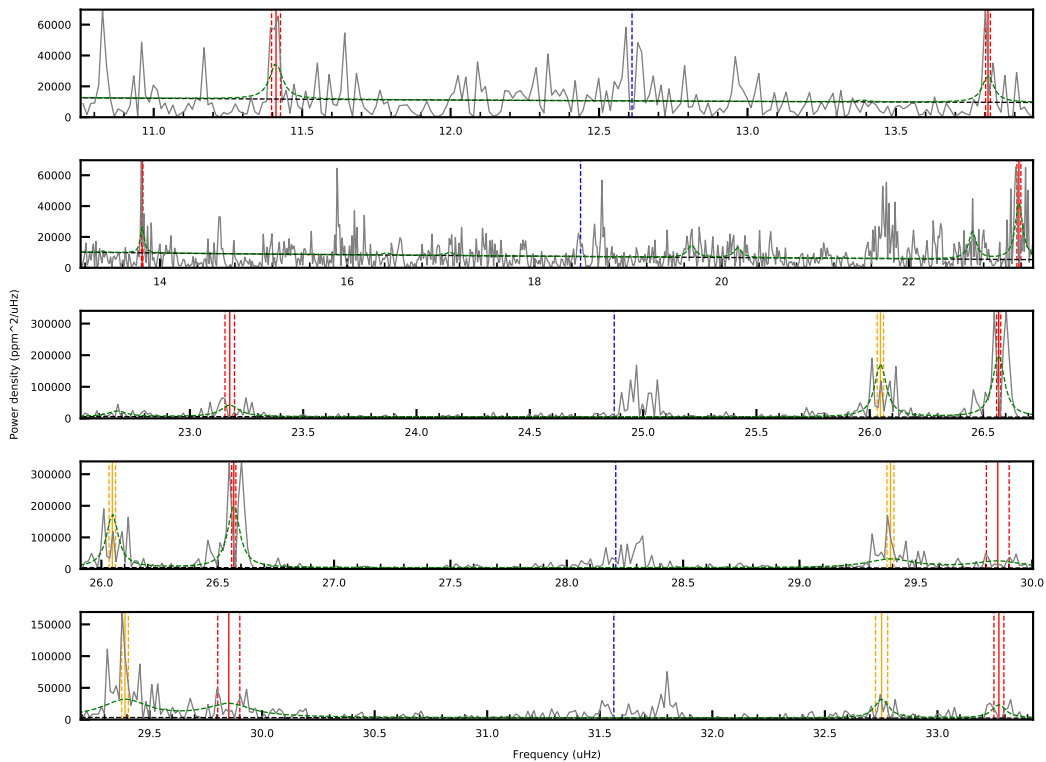 60000
40000
20000
0
11.0 11.5 12.0 12.5 13.0 13.5
60000
40000
20000
0
14 16 18 20 22
Power density (ppm^2/uHz)
300000
200000
100000
0
23.0 23.5 24.0 24.5 25.0 25.5 26.0 26.5
300000
200000
100000
0
26.0 26.5 27.0 27.5 28.0 28.5 29.0 29.5 30.0
150000
100000
50000
0
29.5 30.0 30.5 31.0 31.5 32.0 32.5 33.0
Frequency (uHz)